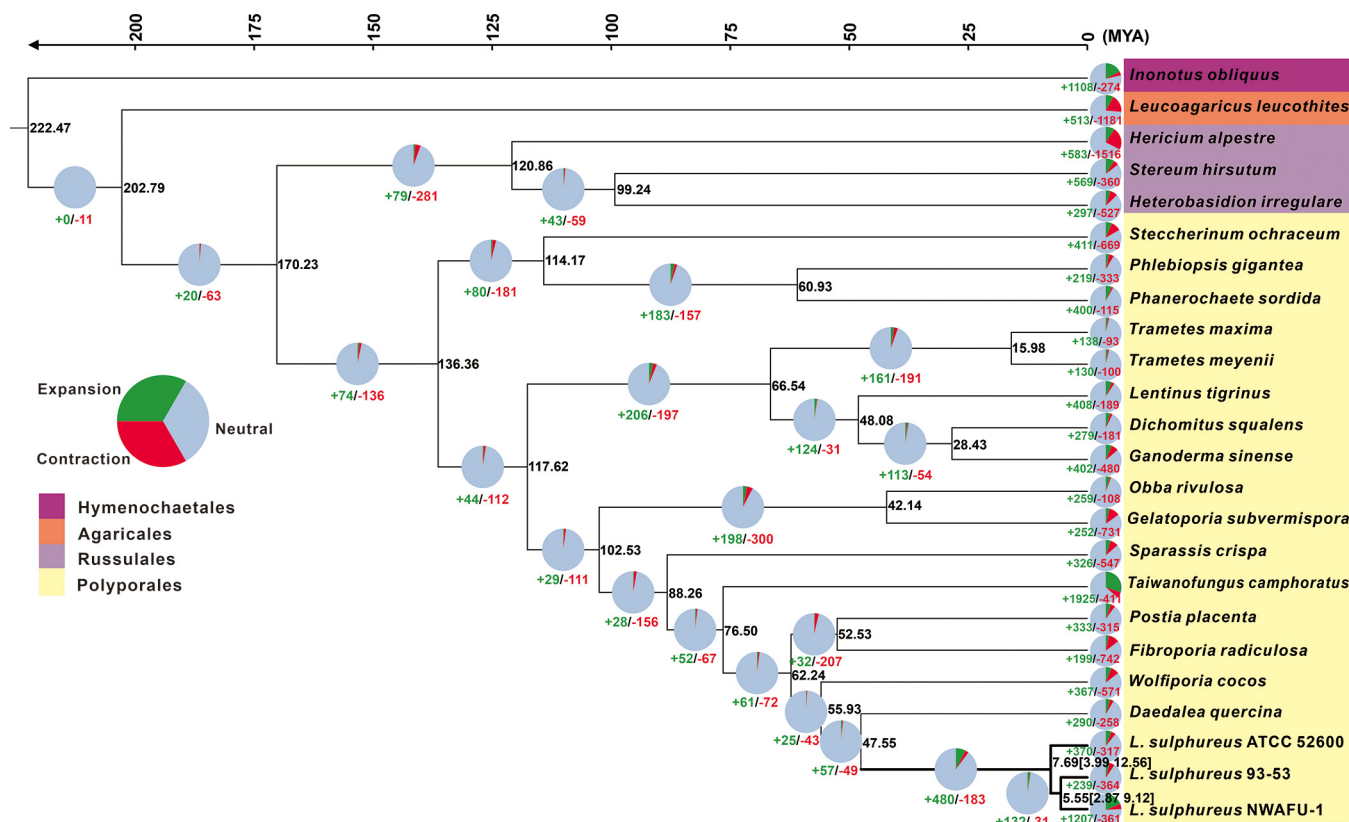 200 175 150 125 100 75 50 25 0 (MYA)
Inonotus obliquus
+1108/-274
Leucoagaricus leucothites
+513/-1181
222.47
Hericium alpestre
+583/-1516
120.86
Stereum hirsutum
+569/-360
202.79
99.24
+79/-281
Heterobasidion irregulare
+297/-527
+0/-11
+43/-59
Steccherinum ochraceum
+411/-669
170.23
114.17
Phlebiopsis gigantea
+219/-333
60.93
+20/-63
+80/-181
Phanerochaete sordida
+400/-115
+183/-157
Trametes maxima
+138/-93
15.98
Trametes meyenii
+130/-100
136.36
+161/-191
66.54
Expansion
+74/-136
Lentinus tigrinus
+408/-189
+206/-197
48.08
Neutral
Dichomitus squalens
+279/-181
+124/-31
28.43
Contraction
Ganoderma sinense
+402/-480
117.62
+113/-54
Obba rivulosa
+259/-108
+44/-112
42.14
Hymenochaetales
Gelatoporia subvermispora
+252/-731
Agaricales
+198/-300
Sparassis crispa
+326/-547
102.53
Russulales
+29/-111
Taiwanofungus camphoratus
+1925/-411
Polyporales
88.26
+28/-156
Postia placenta
+333/-315
76.50
52.53
Fibroporia radiculosa
+199/-742
+52/-67
+32/-207
62.24
Wolfiporia cocos
+367/-571
+61/-72
55.93
Daedalea quercina
+290/-258
+25/-43
47.55
L. sulphureus ATCC 52600
+370/-317
7.69[3.99 12.56]
+57/-49
L. sulphureus 93-53
+239/-364
+480/-183
5.55[2.87 9.12]
L. sulphureus NWAFU-1
+1207/-361
+132/-31